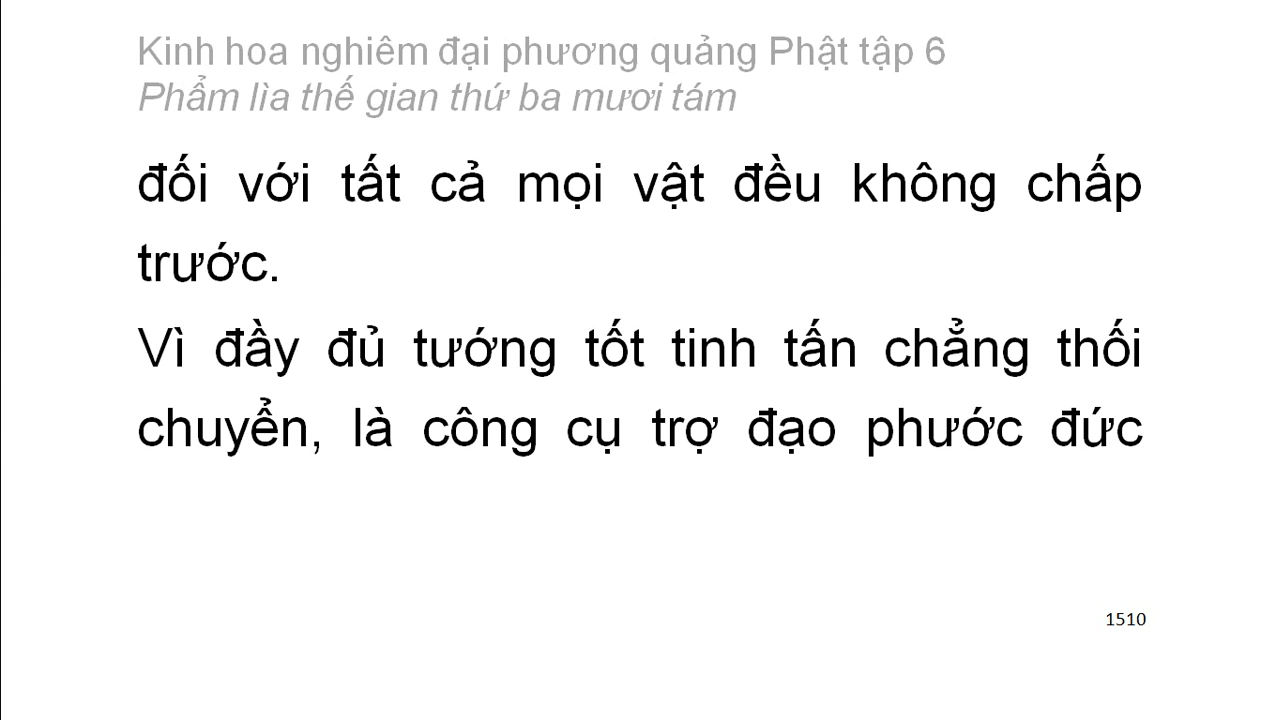 Kinh hoa nghiêm đại phương quảng Phật tập 6
Phẩm lìa thế gian thứ ba mươi tám
đối với tất cả mọi vật đều không chấp
trước.
Vì đầy đủ tướng tốt tinh tấn chẳng thối
chuyển, là công cụ trợ đạo phước đức
1510